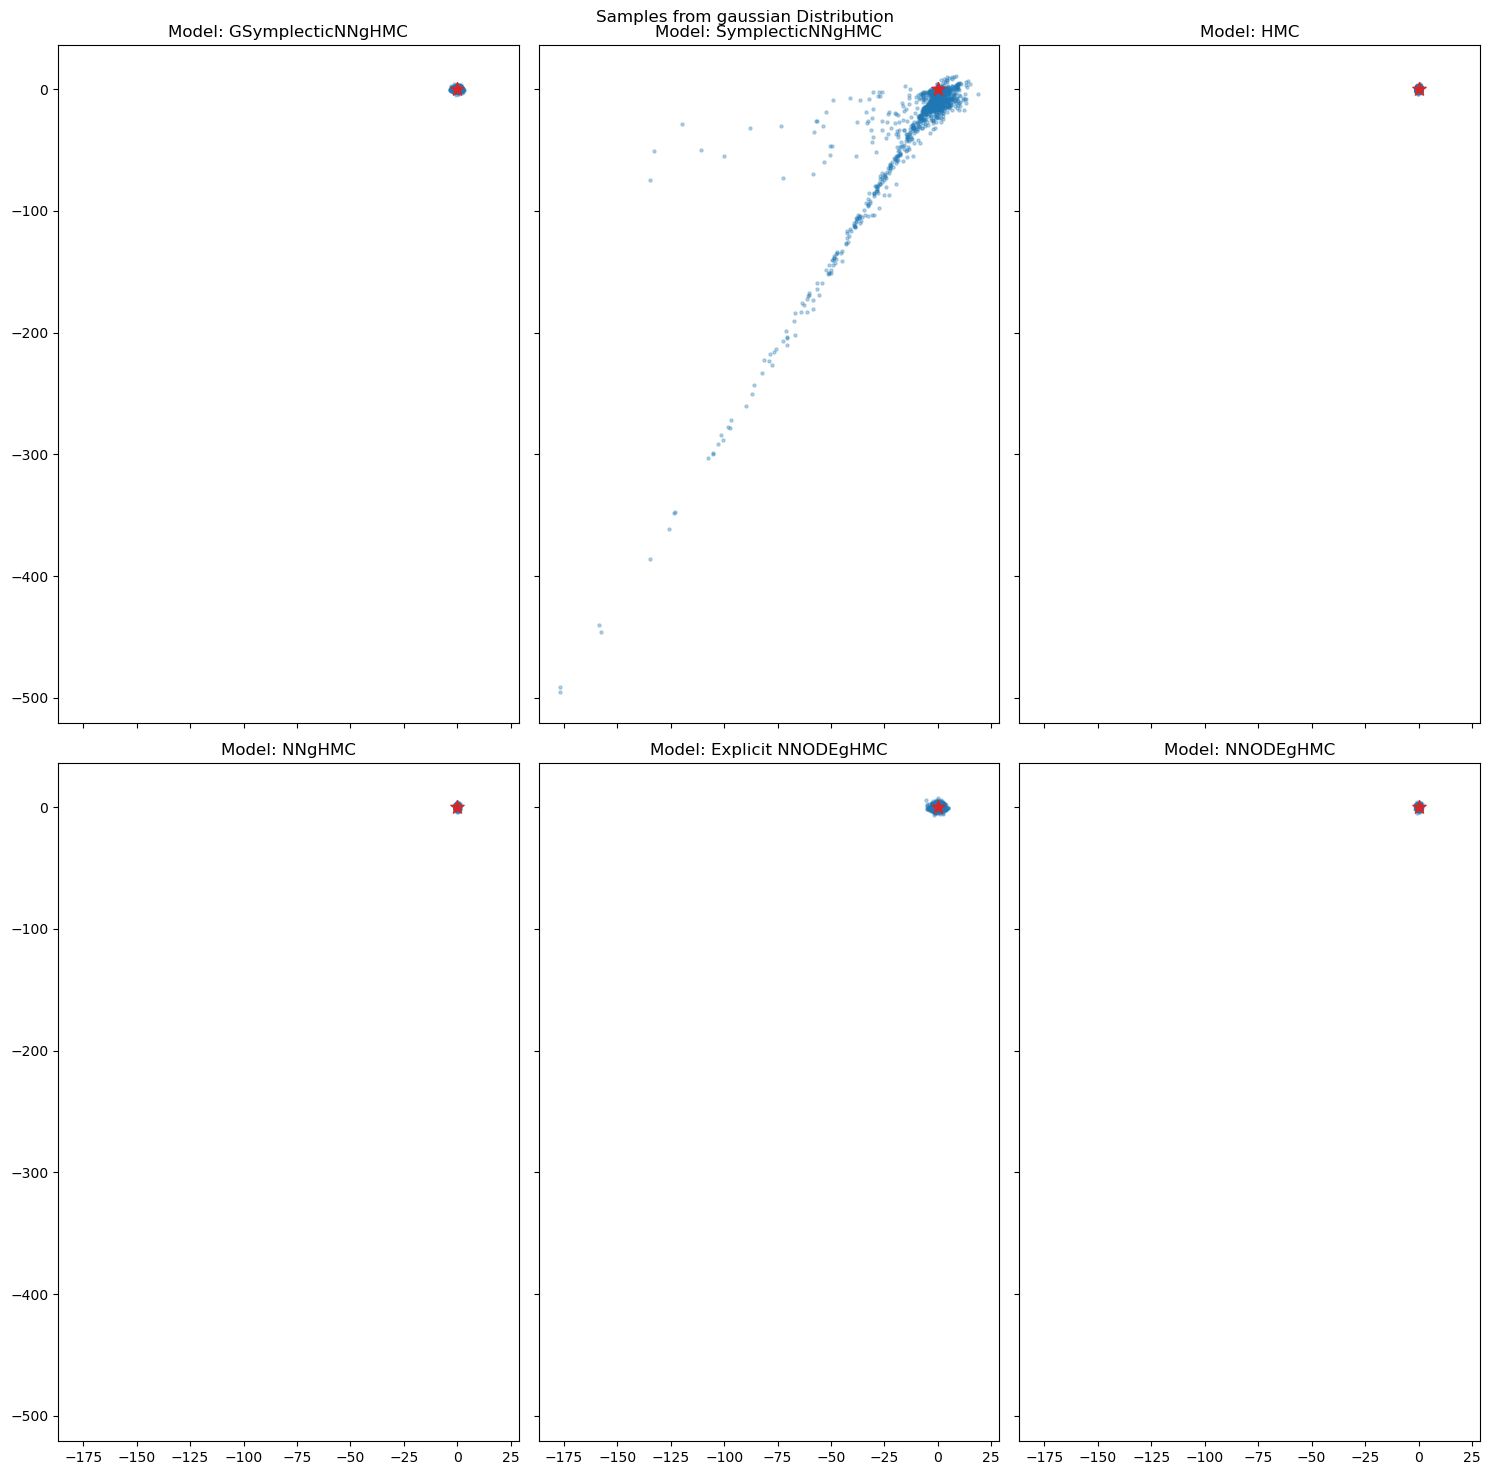 Samples from gaussian Distribution
Model: GSymplecticNNgHMC
Model: SymplecticNNgHMC
Model: HMC
0
−100
−200
−300
−400
−500
Model: NNgHMC
Model: Explicit NNODEgHMC
Model: NNODEgHMC
0
−100
−200
−300
−400
−500
−175 −150 −125 −100 −75 −50 −25 0 25
−175 −150 −125 −100 −75 −50 −25 0 25
−175 −150 −125 −100 −75 −50 −25 0 25